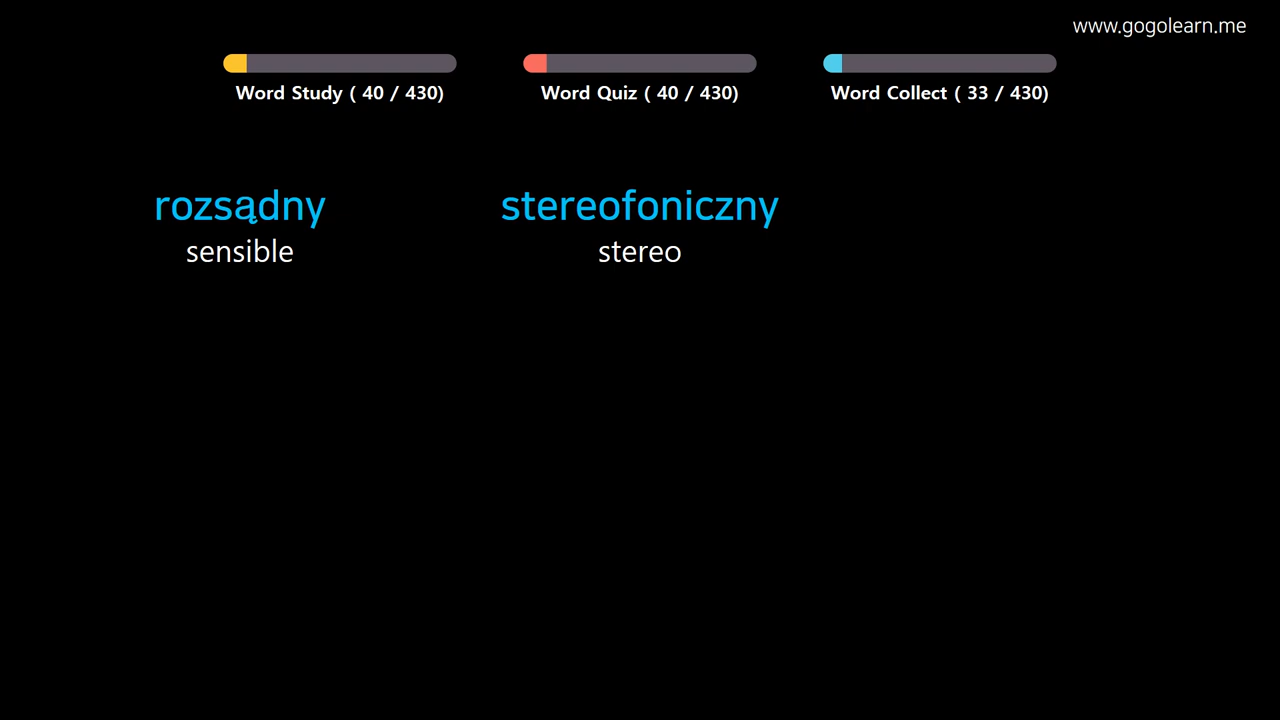 www.gogolearn.me
Word Study ( 40 / 430)
Word Quiz ( 40 / 430)
Word Collect ( 33 / 430)
rozsądny
sensible
stereofoniczny
stereo